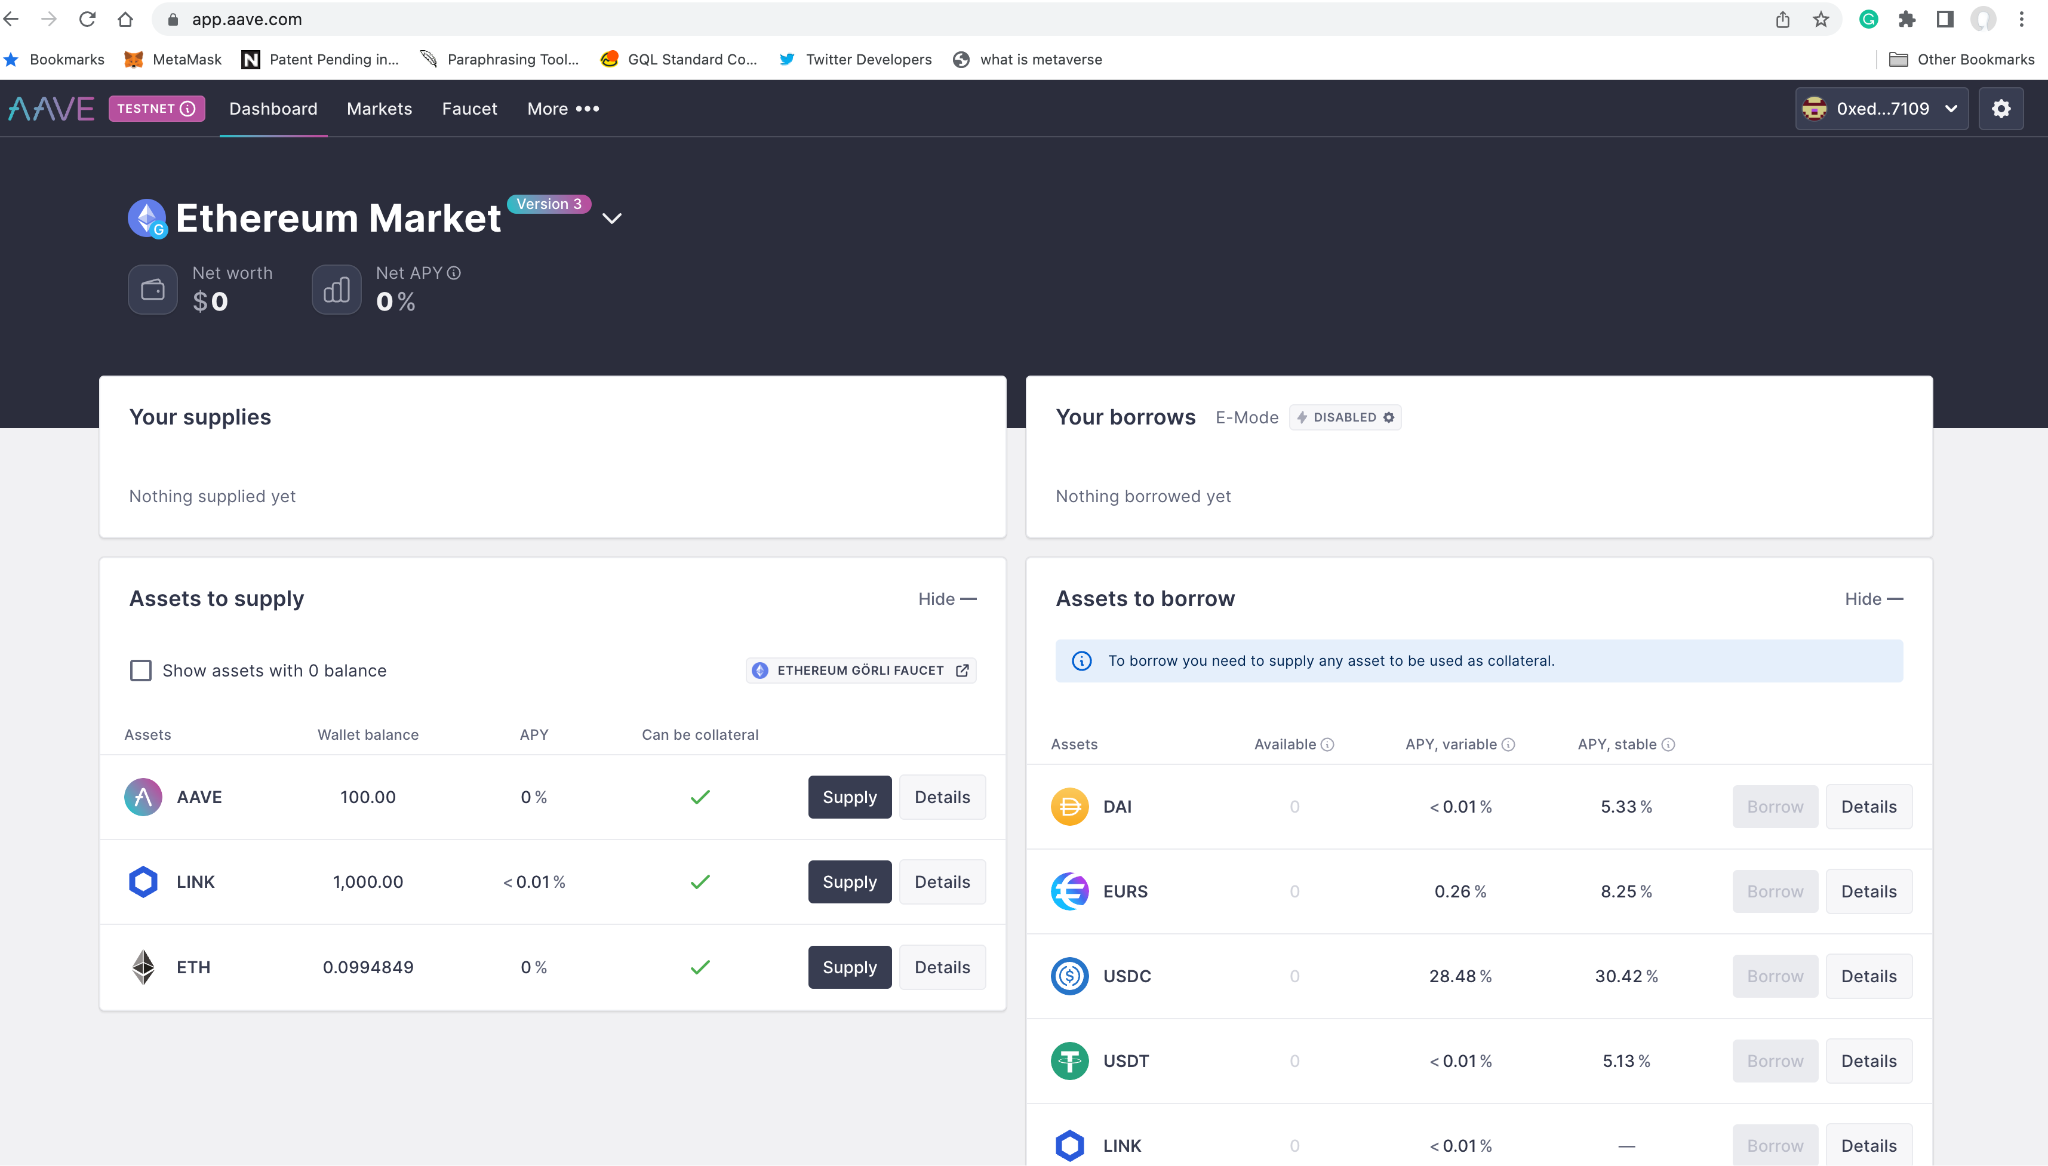 app.aave.com
Bookmarks MetaMask Patent Pending in... Paraphrasing Tool... GQL Standard Co... Twitter Developers what is metaverse Other Bookmarks
AAVE TESTNET Dashboard Markets Faucet More ••• 0xed...7109
Ethereum Market Version 3
Net worth Net APY
$0 0%
Your supplies
Nothing supplied yet
Your borrows E-Mode DISABLED
Nothing borrowed yet
Assets to supply Hide —
Show assets with 0 balance ETHEREUM GÖRLI FAUCET
Assets Wallet balance APY Can be collateral
AAVE 100.00 0% Supply Details
LINK 1,000.00 <0.01% Supply Details
ETH 0.0994849 0% Supply Details
Assets to borrow Hide —
To borrow you need to supply any asset to be used as collateral.
Assets Available APY, variable APY, stable
DAI 0 <0.01% 5.33% Borrow Details
EURS 0 0.26% 8.25% Borrow Details
USDC 0 28.48% 30.42% Borrow Details
USDT 0 <0.01% 5.13% Borrow Details
LINK 0 <0.01% — Borrow Details